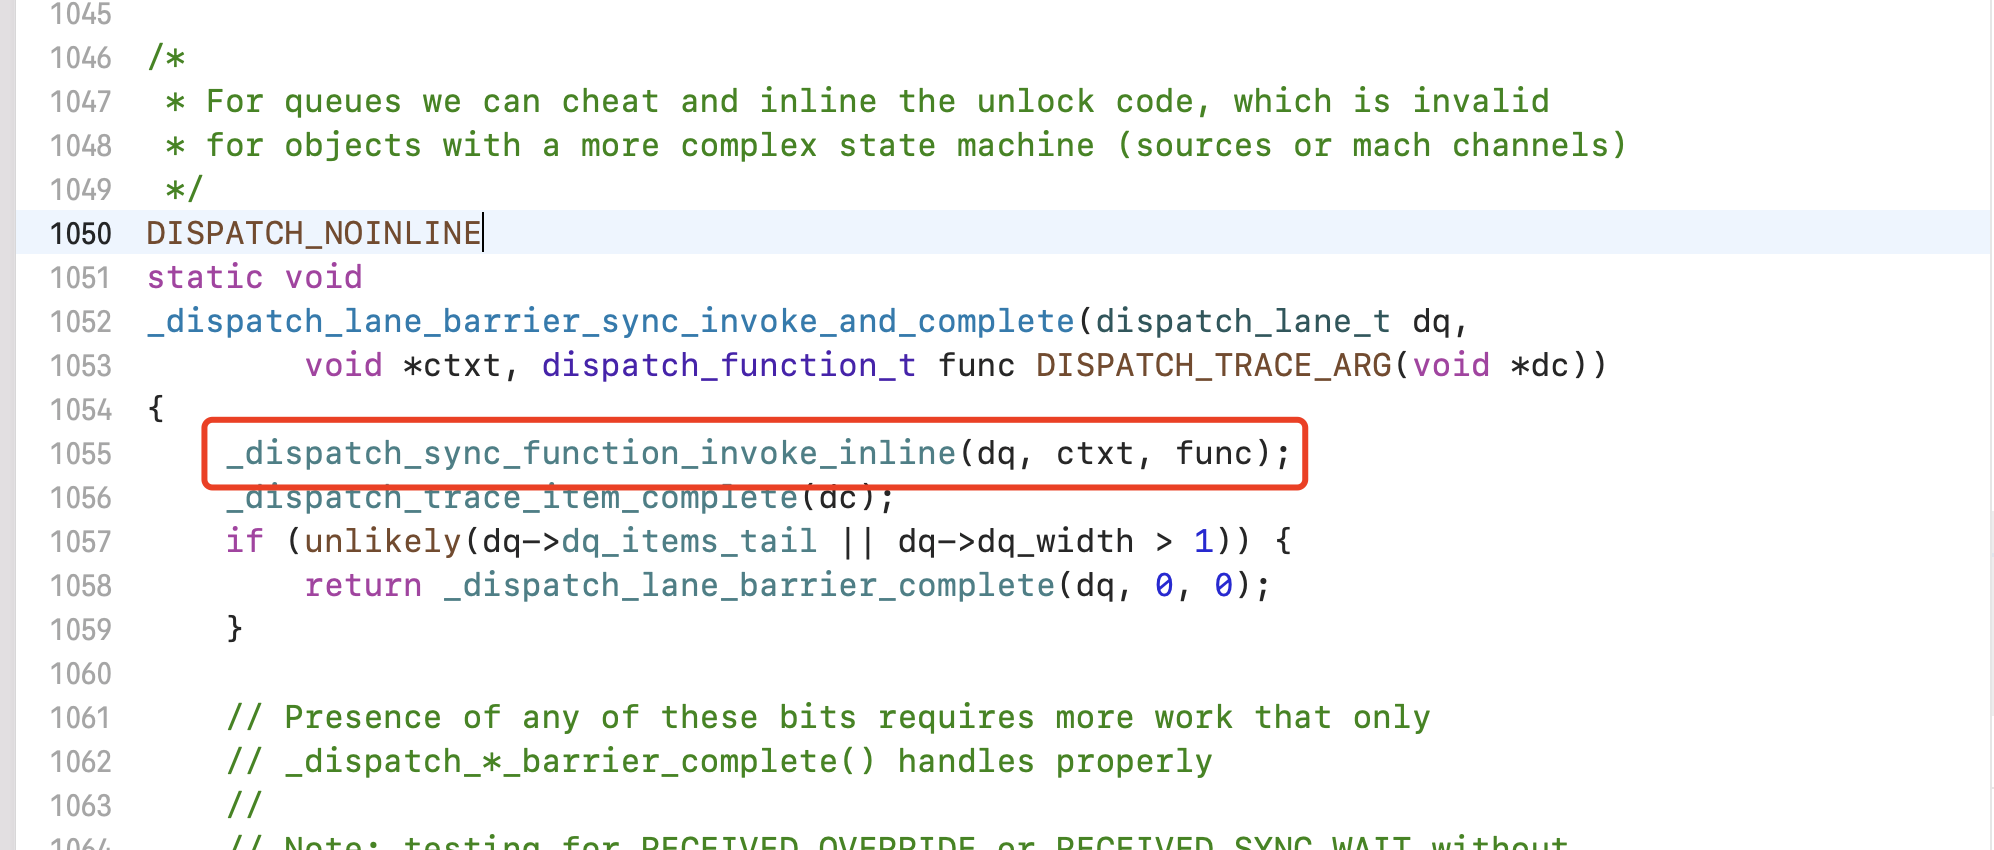 1045
1046 /*
1047  * For queues we can cheat and inline the unlock code, which is invalid
1048  * for objects with a more complex state machine (sources or mach channels)
1049  */
1050 DISPATCH_NOINLINE
1051 static void
1052 _dispatch_lane_barrier_sync_invoke_and_complete(dispatch_lane_t dq,
1053         void *ctxt, dispatch_function_t func DISPATCH_TRACE_ARG(void *dc))
1054 {
1055     _dispatch_sync_function_invoke_inline(dq, ctxt, func);
1056     _dispatch_trace_item_complete(dc);
1057     if (unlikely(dq->dq_items_tail || dq->dq_width > 1)) {
1058         return _dispatch_lane_barrier_complete(dq, 0, 0);
1059     }
1060
1061     // Presence of any of these bits requires more work that only
1062     // _dispatch_*_barrier_complete() handles properly
1063     //
1064     // Note: testing for RECEIVED_OVERRIDE or RECEIVED_SYNC_WAIT without